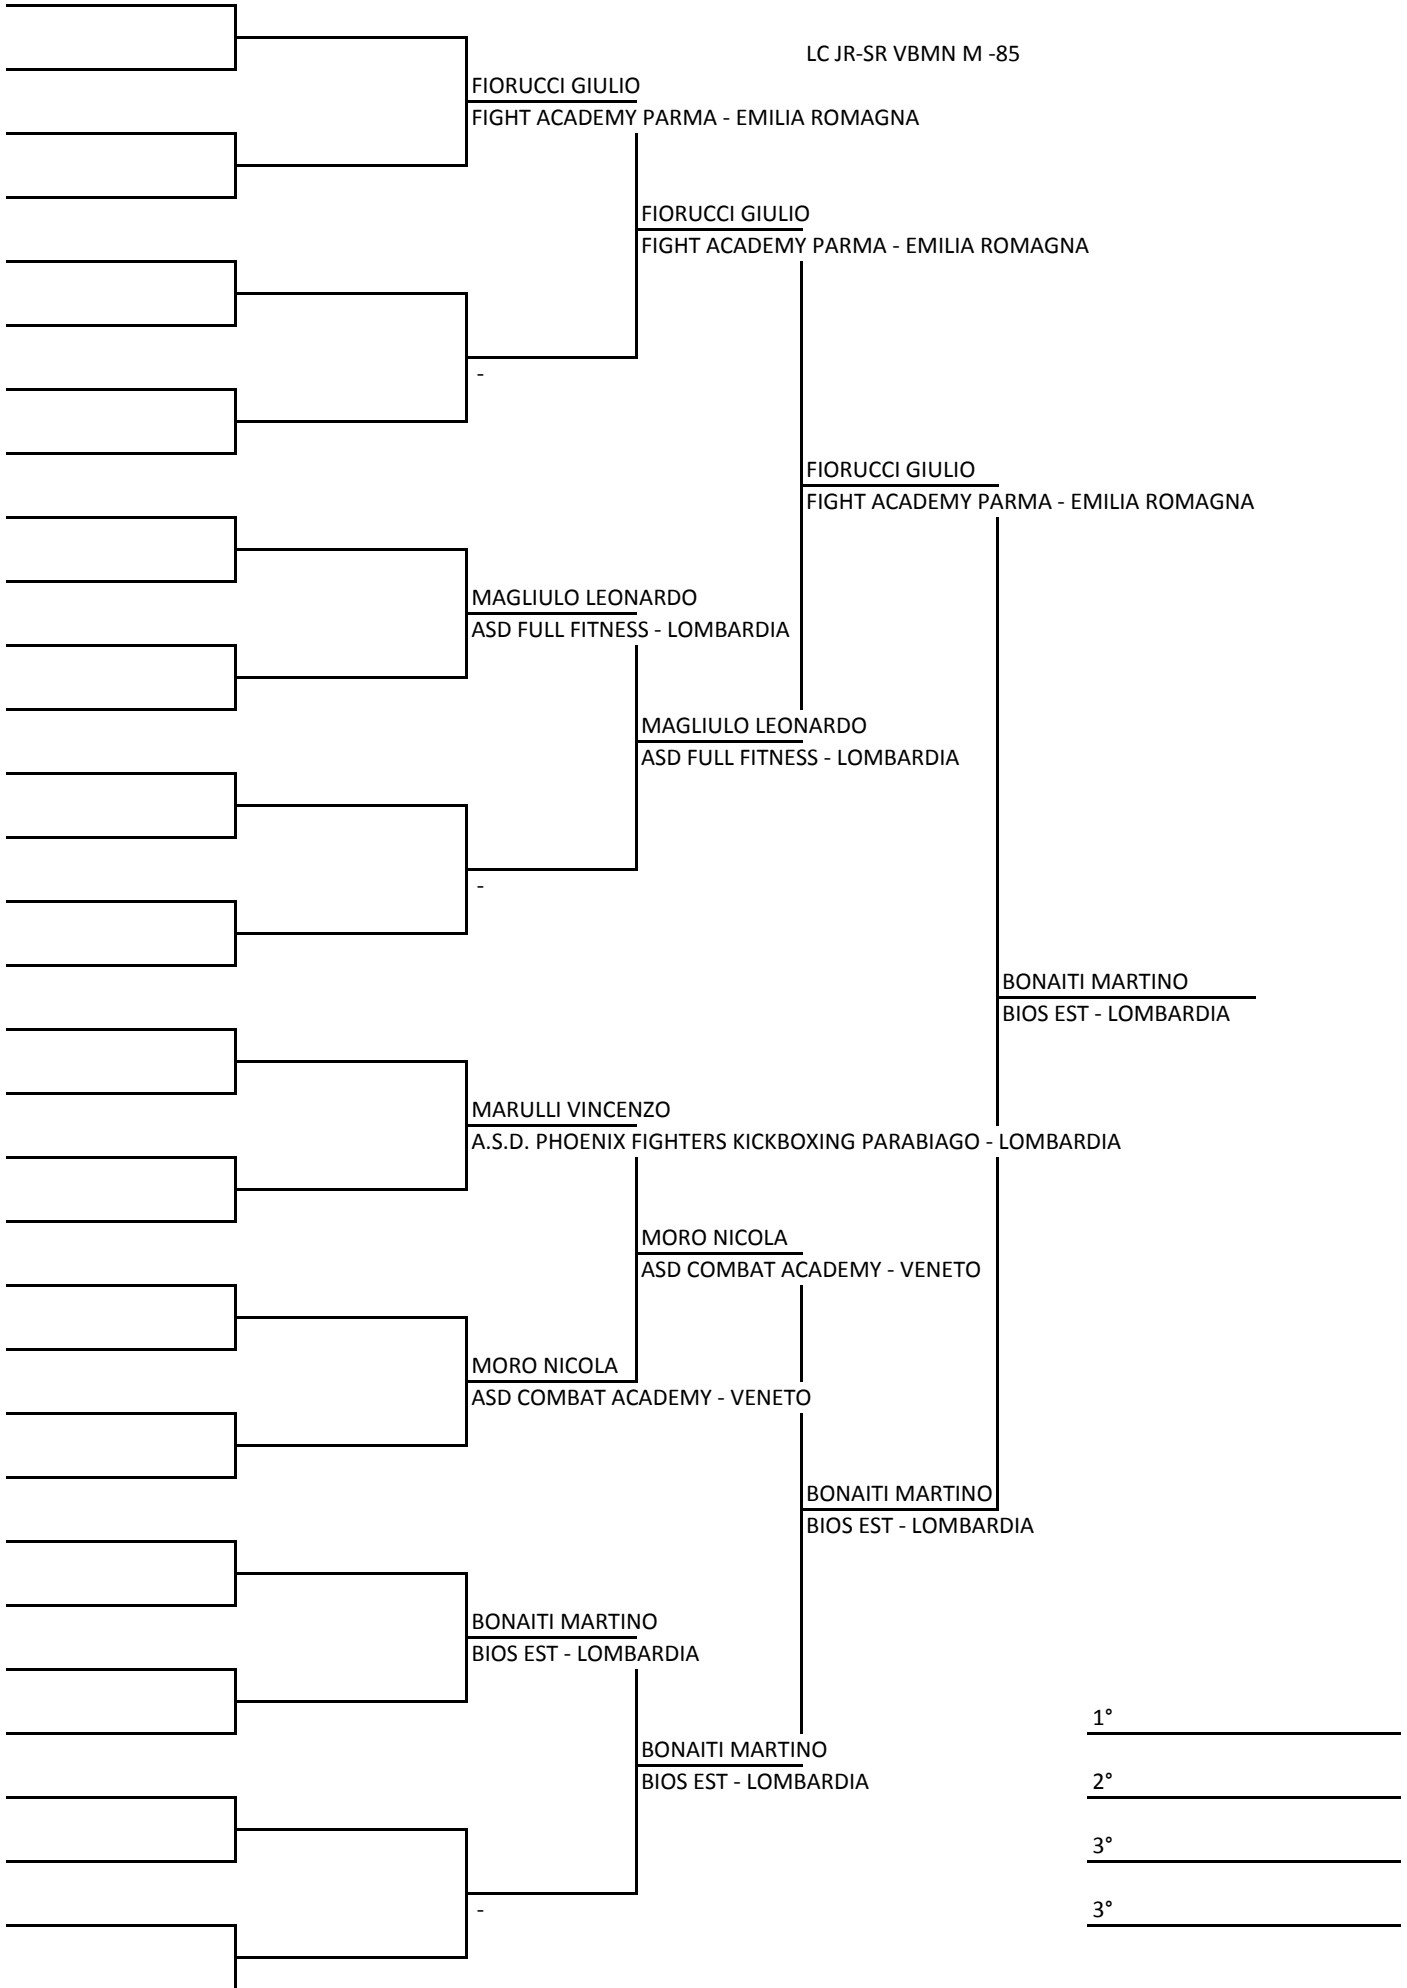 LC JR-SR VBMN M -85
FIORUCCI GIULIO
FIGHT ACADEMY PARMA - EMILIA ROMAGNA
FIORUCCI GIULIO
FIGHT ACADEMY PARMA - EMILIA ROMAGNA
-
FIORUCCI GIULIO
FIGHT ACADEMY PARMA - EMILIA ROMAGNA
MAGLIULO LEONARDO
ASD FULL FITNESS - LOMBARDIA
MAGLIULO LEONARDO
ASD FULL FITNESS - LOMBARDIA
-
BONAITI MARTINO
BIOS EST - LOMBARDIA
MARULLI VINCENZO
A.S.D. PHOENIX FIGHTERS KICKBOXING PARABIAGO - LOMBARDIA
MORO NICOLA
ASD COMBAT ACADEMY - VENETO
MORO NICOLA
ASD COMBAT ACADEMY - VENETO
BONAITI MARTINO
BIOS EST - LOMBARDIA
BONAITI MARTINO
BIOS EST - LOMBARDIA
1°
BONAITI MARTINO
BIOS EST - LOMBARDIA
2°
3°
-
3°